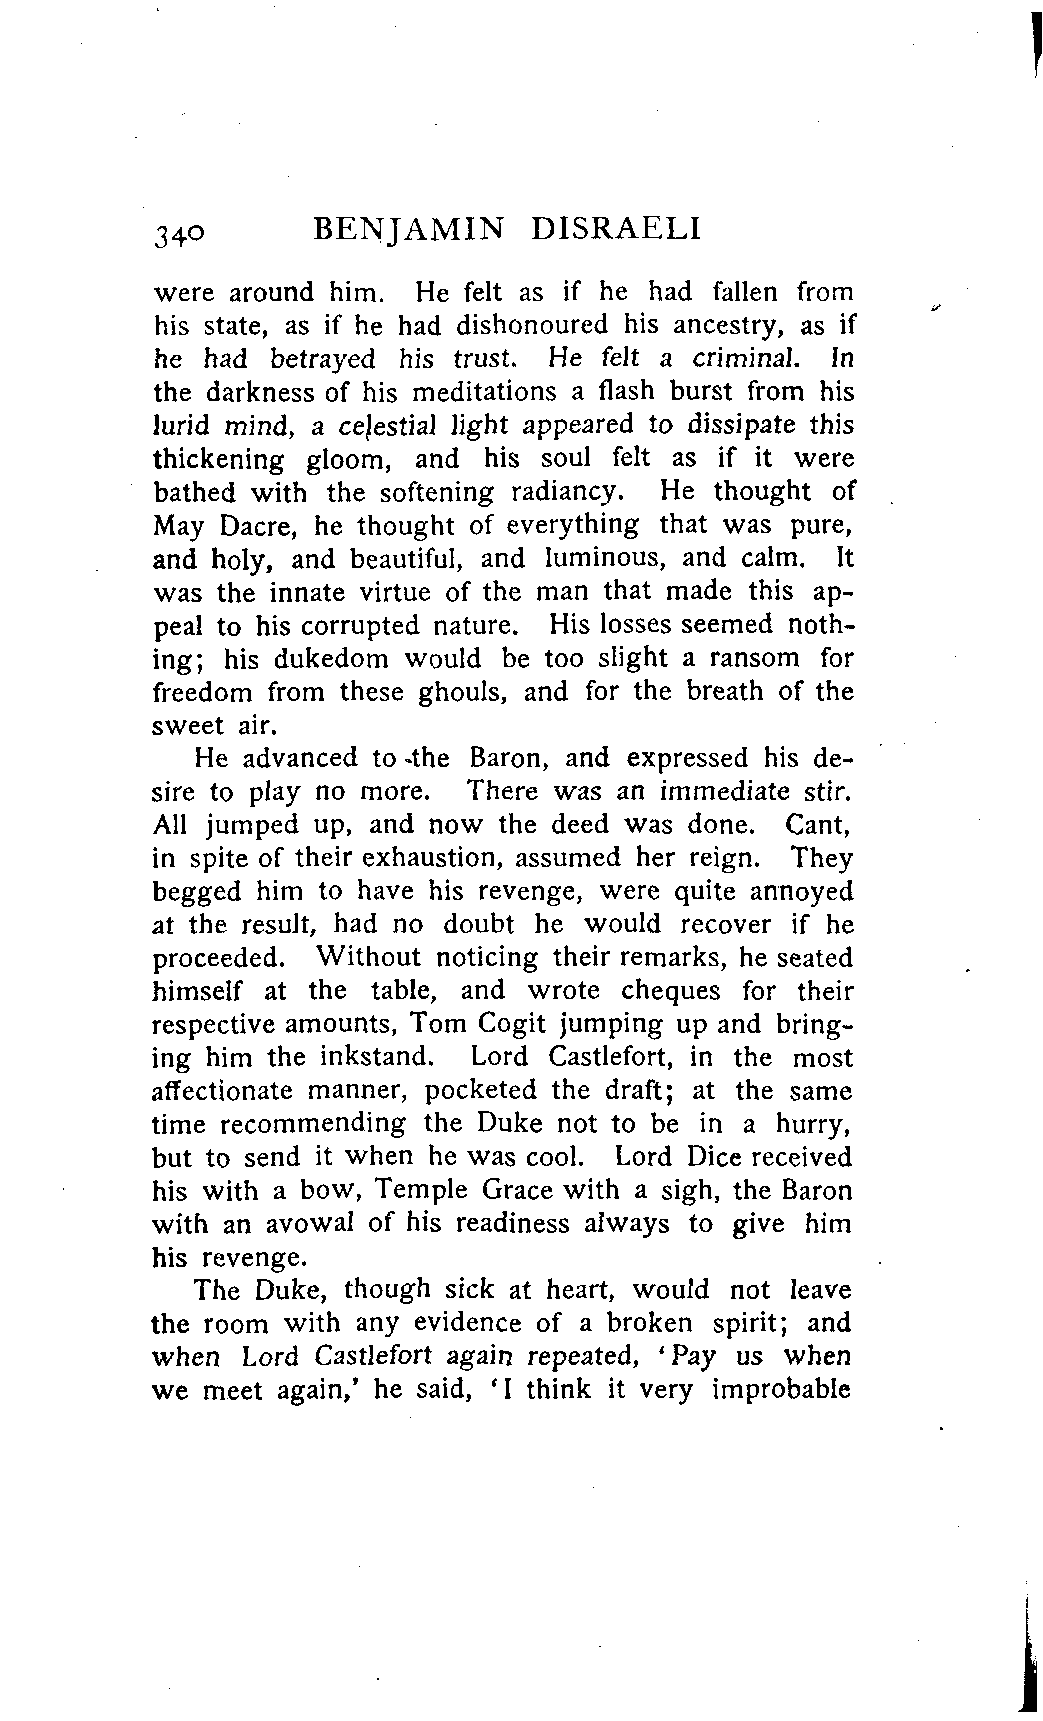 340 BENJAMIN DISRAELI
were around him. He felt as if he had fallen from
his state, as if he had dishonoured his ancestry, as if
he had betrayed his trust. He felt a criminal. In
the darkness of his meditations a flash burst from his
lurid mind, a celestial light appeared to dissipate this
thickening gloom, and his soul felt as if it were
bathed with the softening radiancy. He thought of
May Dacre, he thought of everything that was pure,
and holy, and beautiful, and luminous, and calm. It
was the innate virtue of the man that made this ap-
peal to his corrupted nature. His losses seemed noth-
ing; his dukedom would be too slight a ransom for
freedom from these ghouls, and for the breath of the
sweet air.
He advanced to the Baron, and expressed his de-
sire to play no more. There was an immediate stir.
All jumped up, and now the deed was done. Cant,
in spite of their exhaustion, assumed her reign. They
begged him to have his revenge, were quite annoyed
at the result, had no doubt he would recover if he
proceeded. Without noticing their remarks, he seated
himself at the table, and wrote cheques for their
respective amounts, Tom Cogit jumping up and bring-
ing him the inkstand. Lord Castlefort, in the most
affectionate manner, pocketed the draft; at the same
time recommending the Duke not to be in a hurry,
but to send it when he was cool. Lord Dice received
his with a bow, Temple Grace with a sigh, the Baron
with an avowal of his readiness always to give him
his revenge.
The Duke, though sick at heart, would not leave
the room with any evidence of a broken spirit; and
when Lord Castlefort again repeated, ‘Pay us when
we meet again,’ he said, ‘I think it very improbable